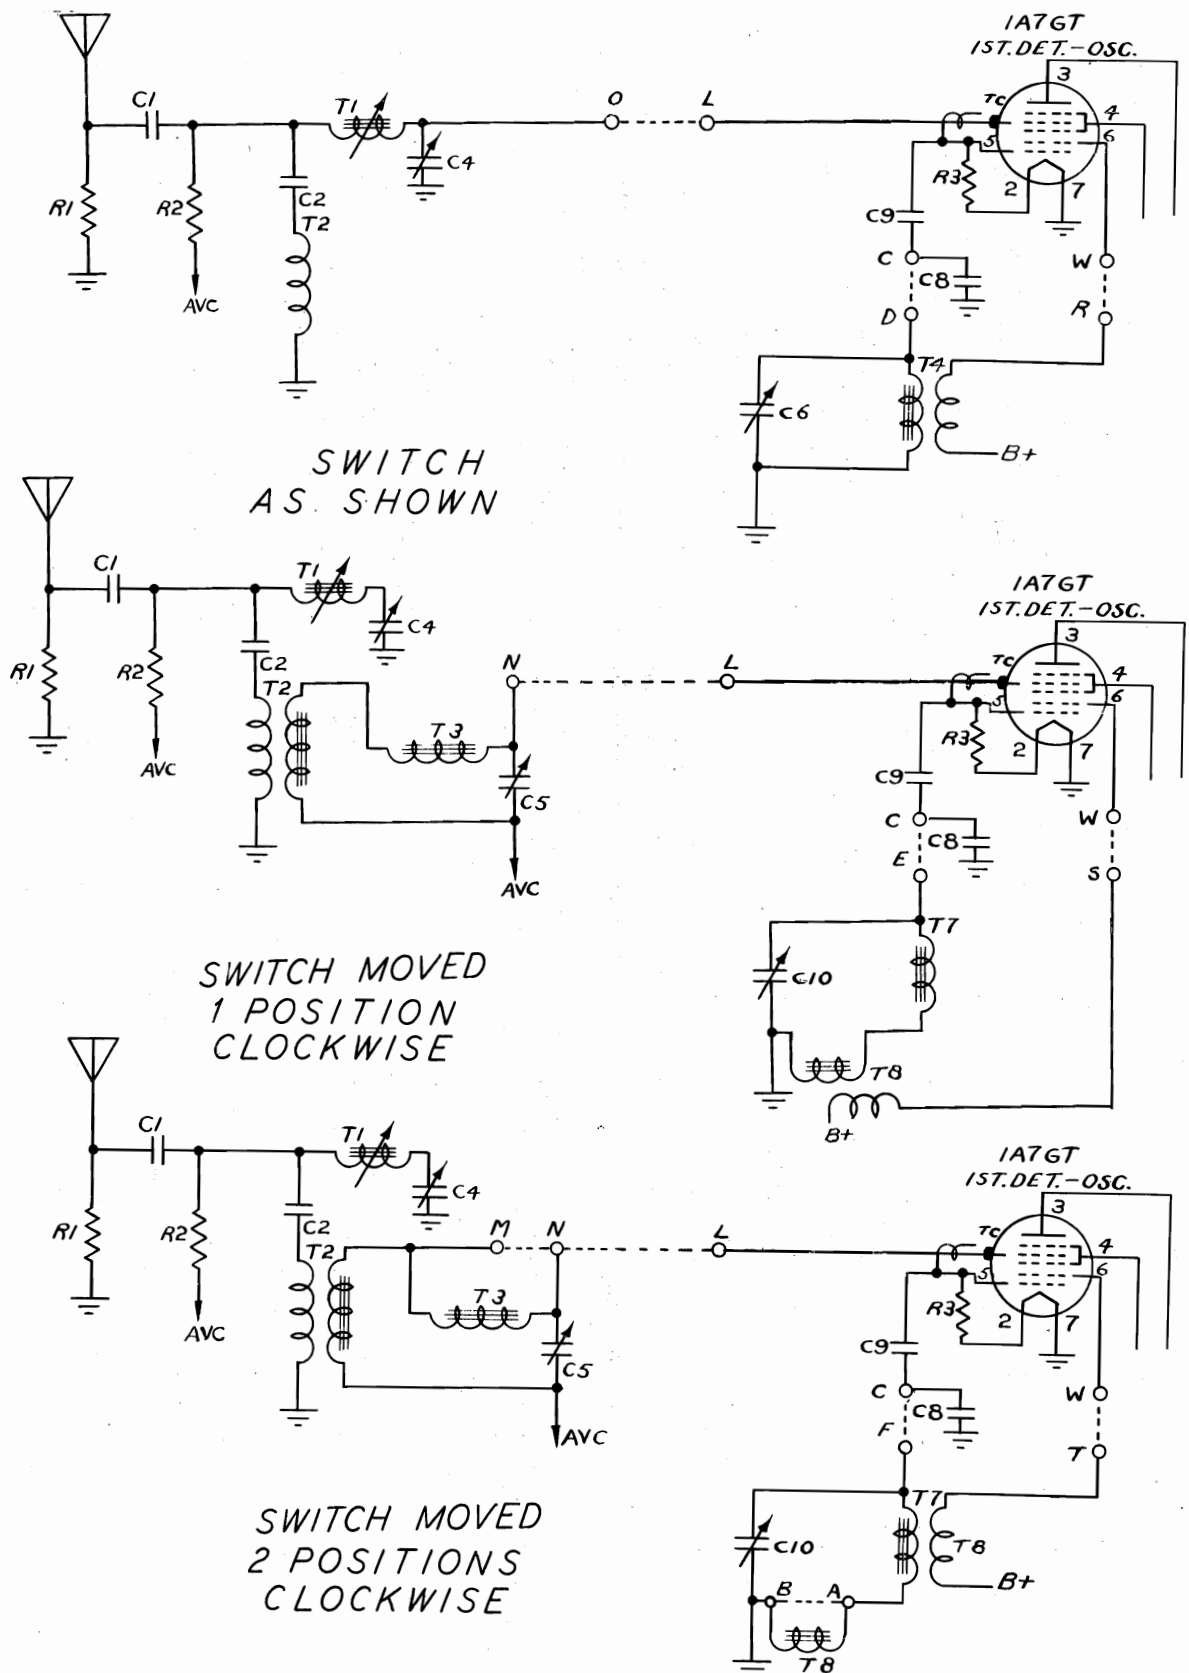 1A7GT
1ST. DET.-OSC.
3
C1
T1
O
L
TC
4
C4
5
6
R1
R2
C2
R3
2
7
T2
C9
AVC
C
C8
W
D
R
T4
C6
B+
SWITCH
AS SHOWN
C1
T1
1A7GT
1ST. DET.-OSC.
3
C4
R1
R2
C2
N
L
TC
4
T2
5
6
T3
R3
2
7
AVC
C9
C5
C
C8
W
E
S
AVC
T7
C10
SWITCH MOVED
1 POSITION
CLOCKWISE
T8
B+
C1
T1
1A7GT
1ST. DET.-OSC.
3
C4
R1
R2
C2
M
N
L
TC
4
T2
5
6
T3
R3
2
7
AVC
C9
C5
C
C8
W
AVC
F
T
T7
C10
T8
B
A
B+
T8
SWITCH MOVED
2 POSITIONS
CLOCKWISE